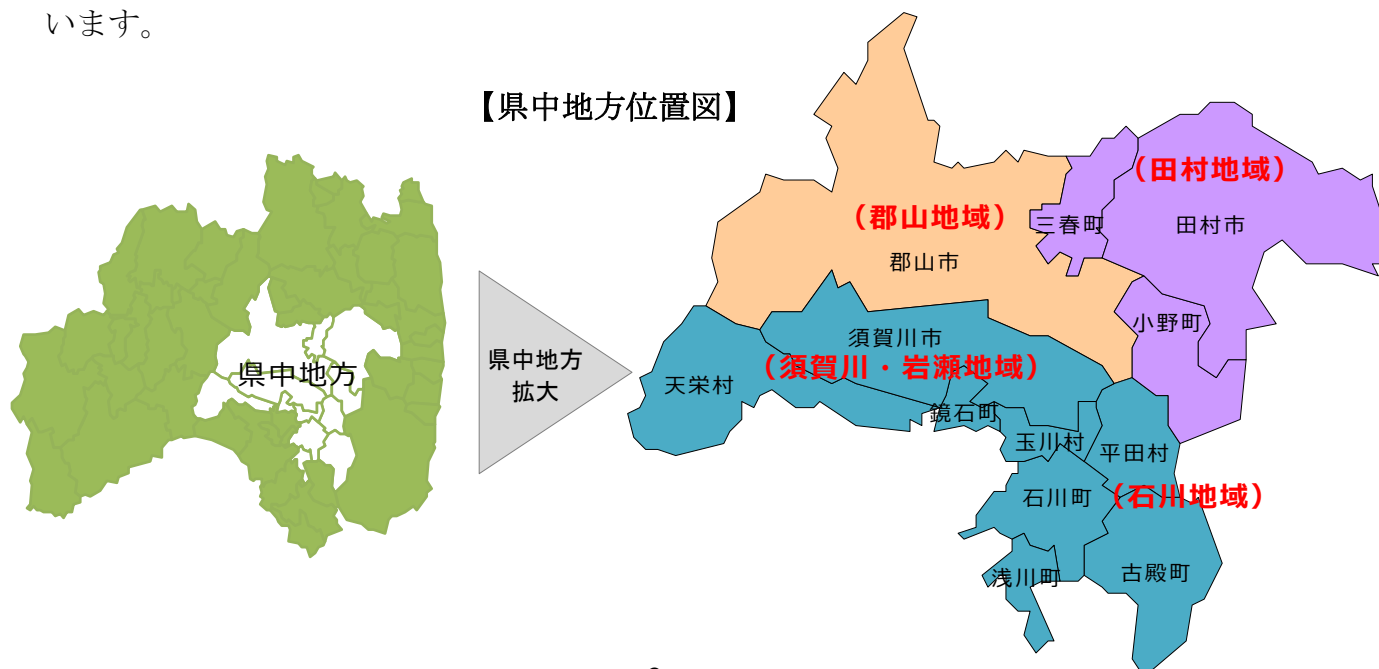 います。
【県中地方位置図】
県中地方
県中地方
拡大
（田村地域）
（郡山地域）
三春町
田村市
郡山市
小野町
須賀川市
（須賀川・岩瀬地域）
天栄村
鏡石町
玉川村
平田村
石川町
（石川地域）
浅川町
古殿町